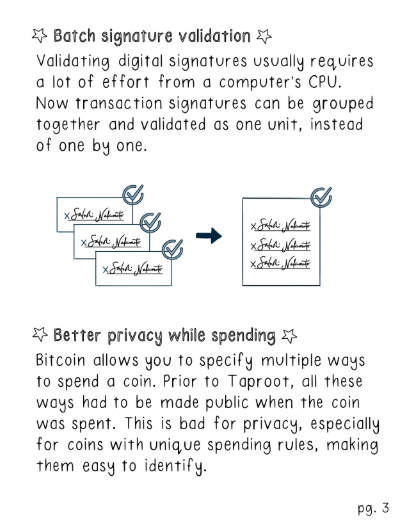 Batch signature validation
Validating digital signatures usually requires
a lot of effort from a computer's CPU.
Now transaction signatures can be grouped
together and validated as one unit, instead
of one by one.
x Satoshi Nakamoto
x Satoshi Nakamoto
x Satoshi Nakamoto
x Satoshi Nakamoto
x Satoshi Nakamoto
x Satoshi Nakamoto
Better privacy while spending
Bitcoin allows you to specify multiple ways
to spend a coin. Prior to Taproot, all these
ways had to be made public when the coin
was spent. This is bad for privacy, especially
for coins with unique spending rules, making
them easy to identify.
pg. 3